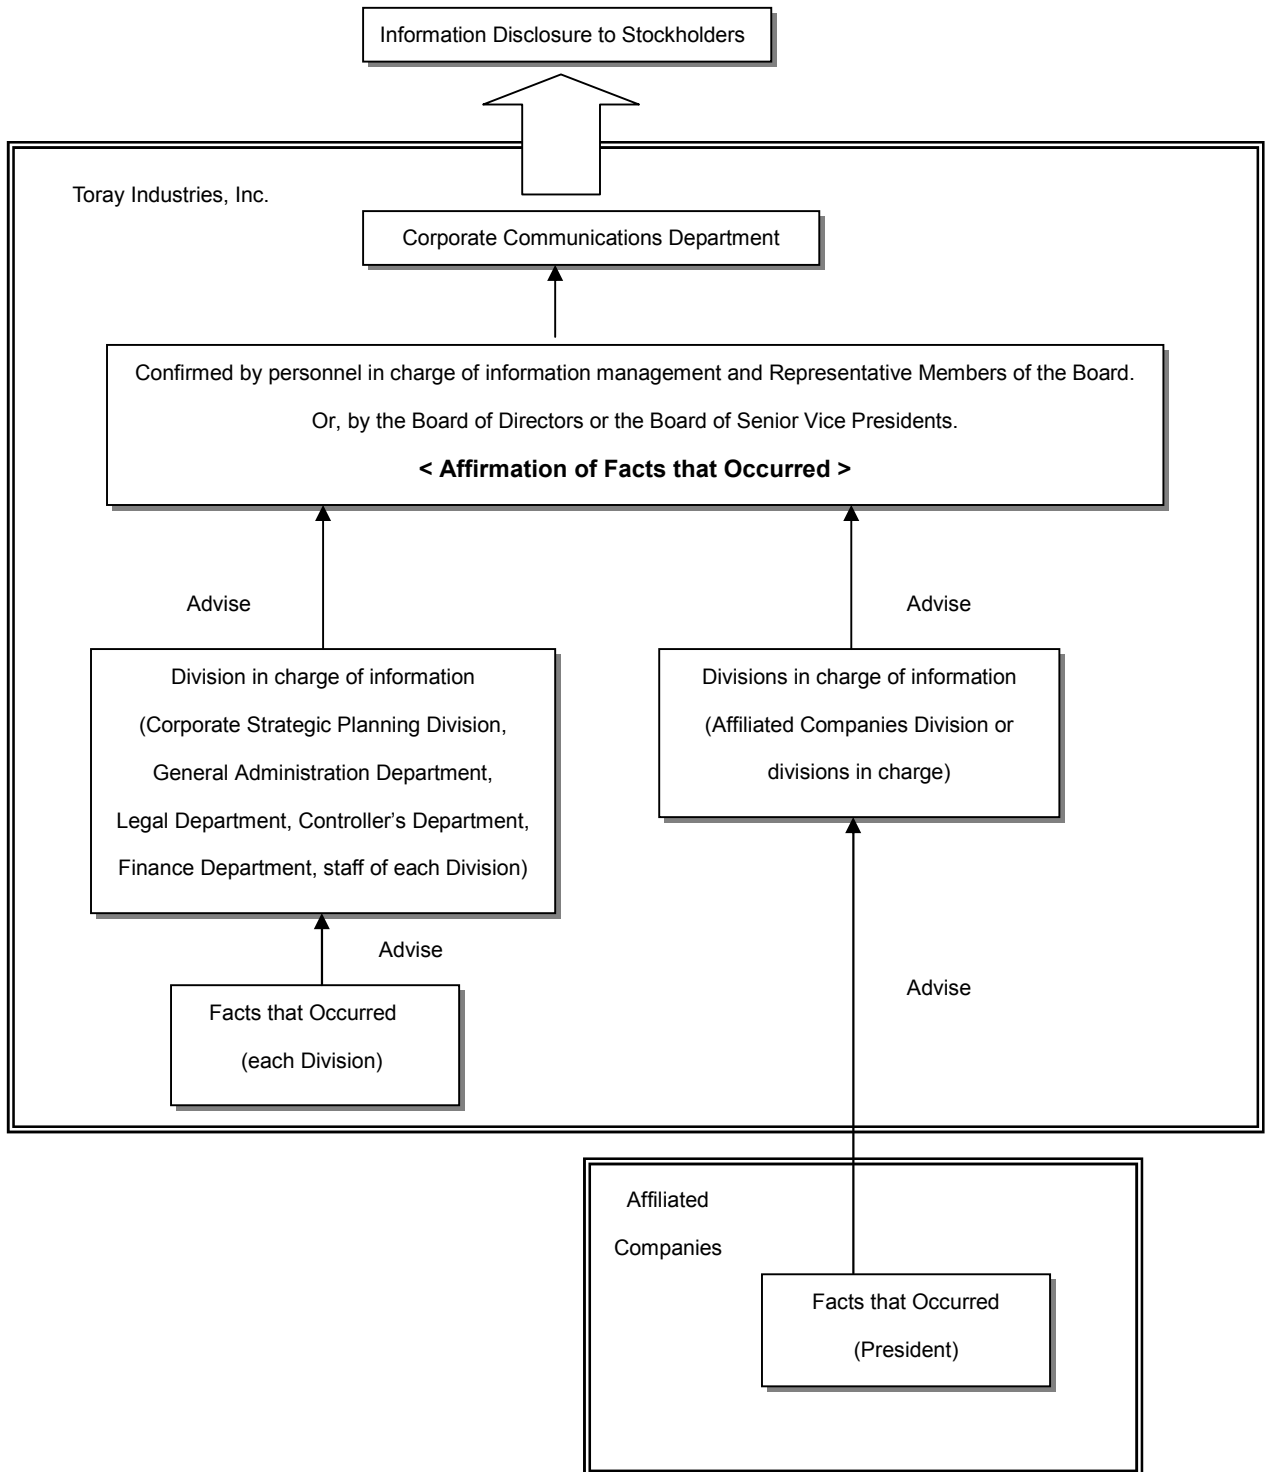 Information Disclosure to Stockholders
Toray Industries, Inc.
Corporate Communications Department
Confirmed by personnel in charge of information management and Representative Members of the Board.
Or, by the Board of Directors or the Board of Senior Vice Presidents.
< Affirmation of Facts that Occurred >
Advise
Advise
Division in charge of information
(Corporate Strategic Planning Division,
General Administration Department,
Legal Department, Controller’s Department,
Finance Department, staff of each Division)
Divisions in charge of information
(Affiliated Companies Division or
divisions in charge)
Advise
Advise
Facts that Occurred
(each Division)
Affiliated
Companies
Facts that Occurred
(President)